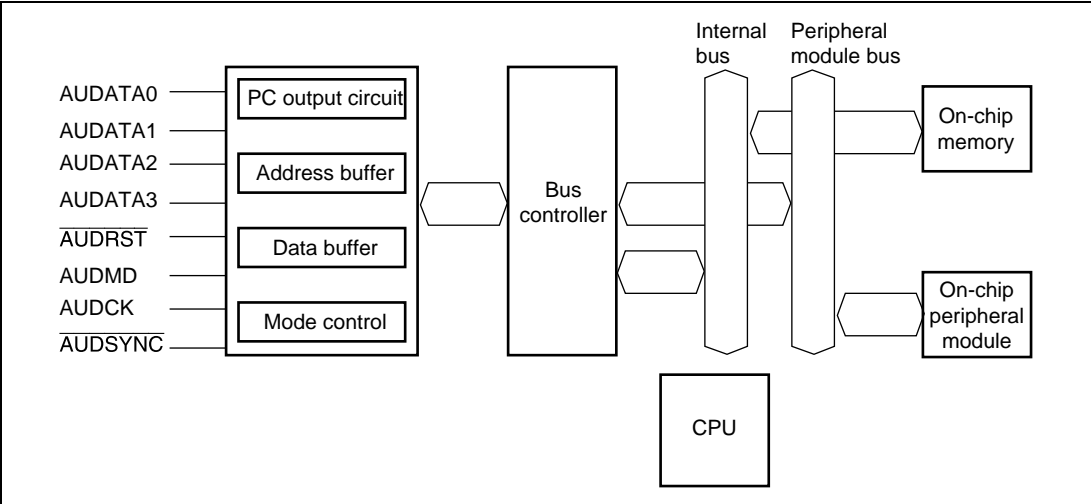 Internal
bus
Peripheral
module bus
AUDATA0
AUDATA1
AUDATA2
AUDATA3
AUDRST
AUDMD
AUDCK
AUDSYNC
PC output circuit
Address buffer
Data buffer
Mode control
Bus
controller
On-chip
memory
On-chip
peripheral
module
CPU